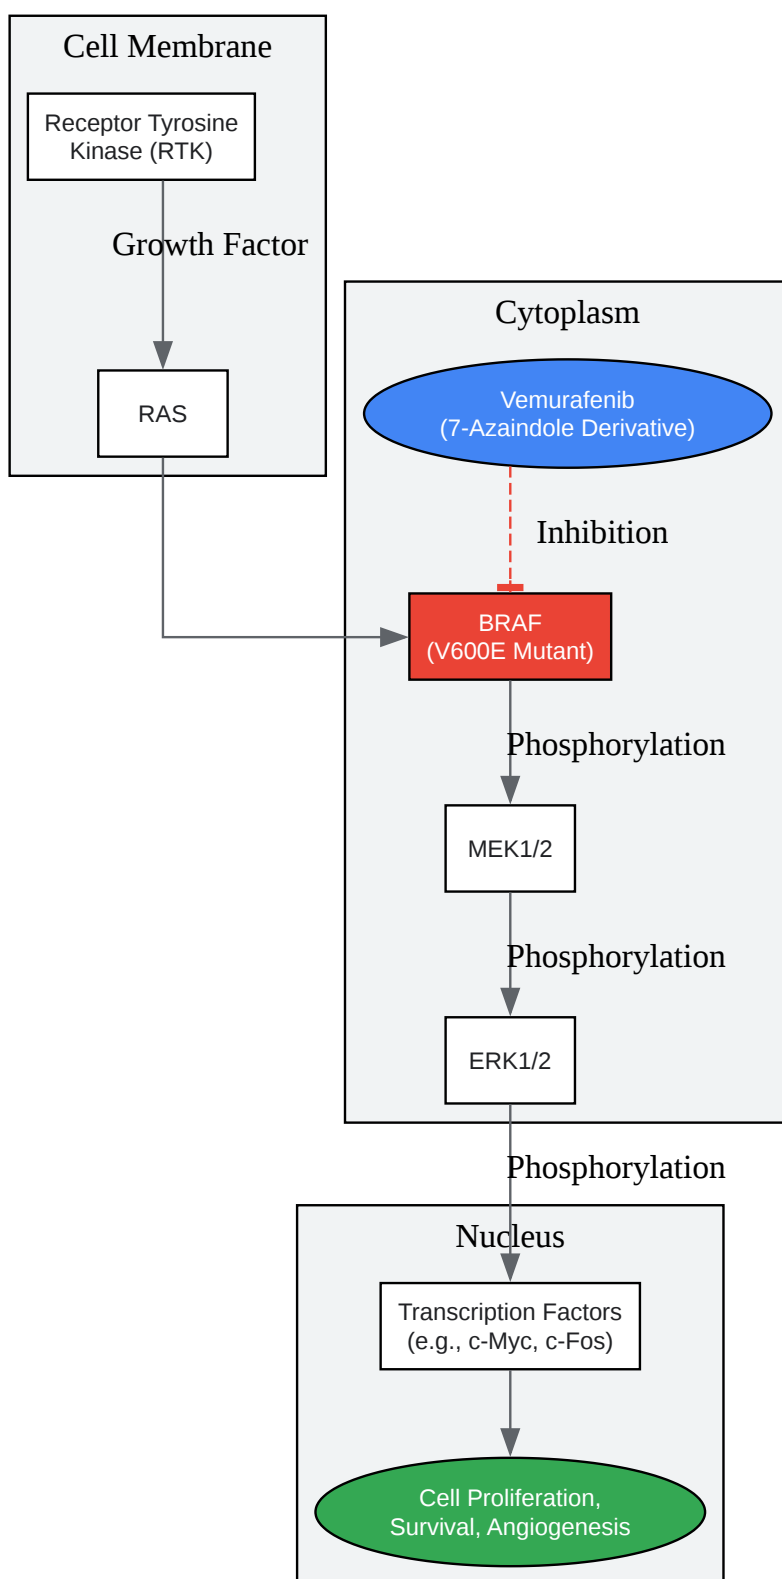 Cell Membrane
Receptor Tyrosine
Kinase (RTK)
Growth Factor
RAS
Cytoplasm
Vemurafenib
(7-Azaindole Derivative)
Inhibition
BRAF
(V600E Mutant)
Phosphorylation
MEK1/2
Phosphorylation
ERK1/2
Phosphorylation
Nucleus
Transcription Factors
(e.g., c-Myc, c-Fos)
Cell Proliferation,
Survival, Angiogenesis